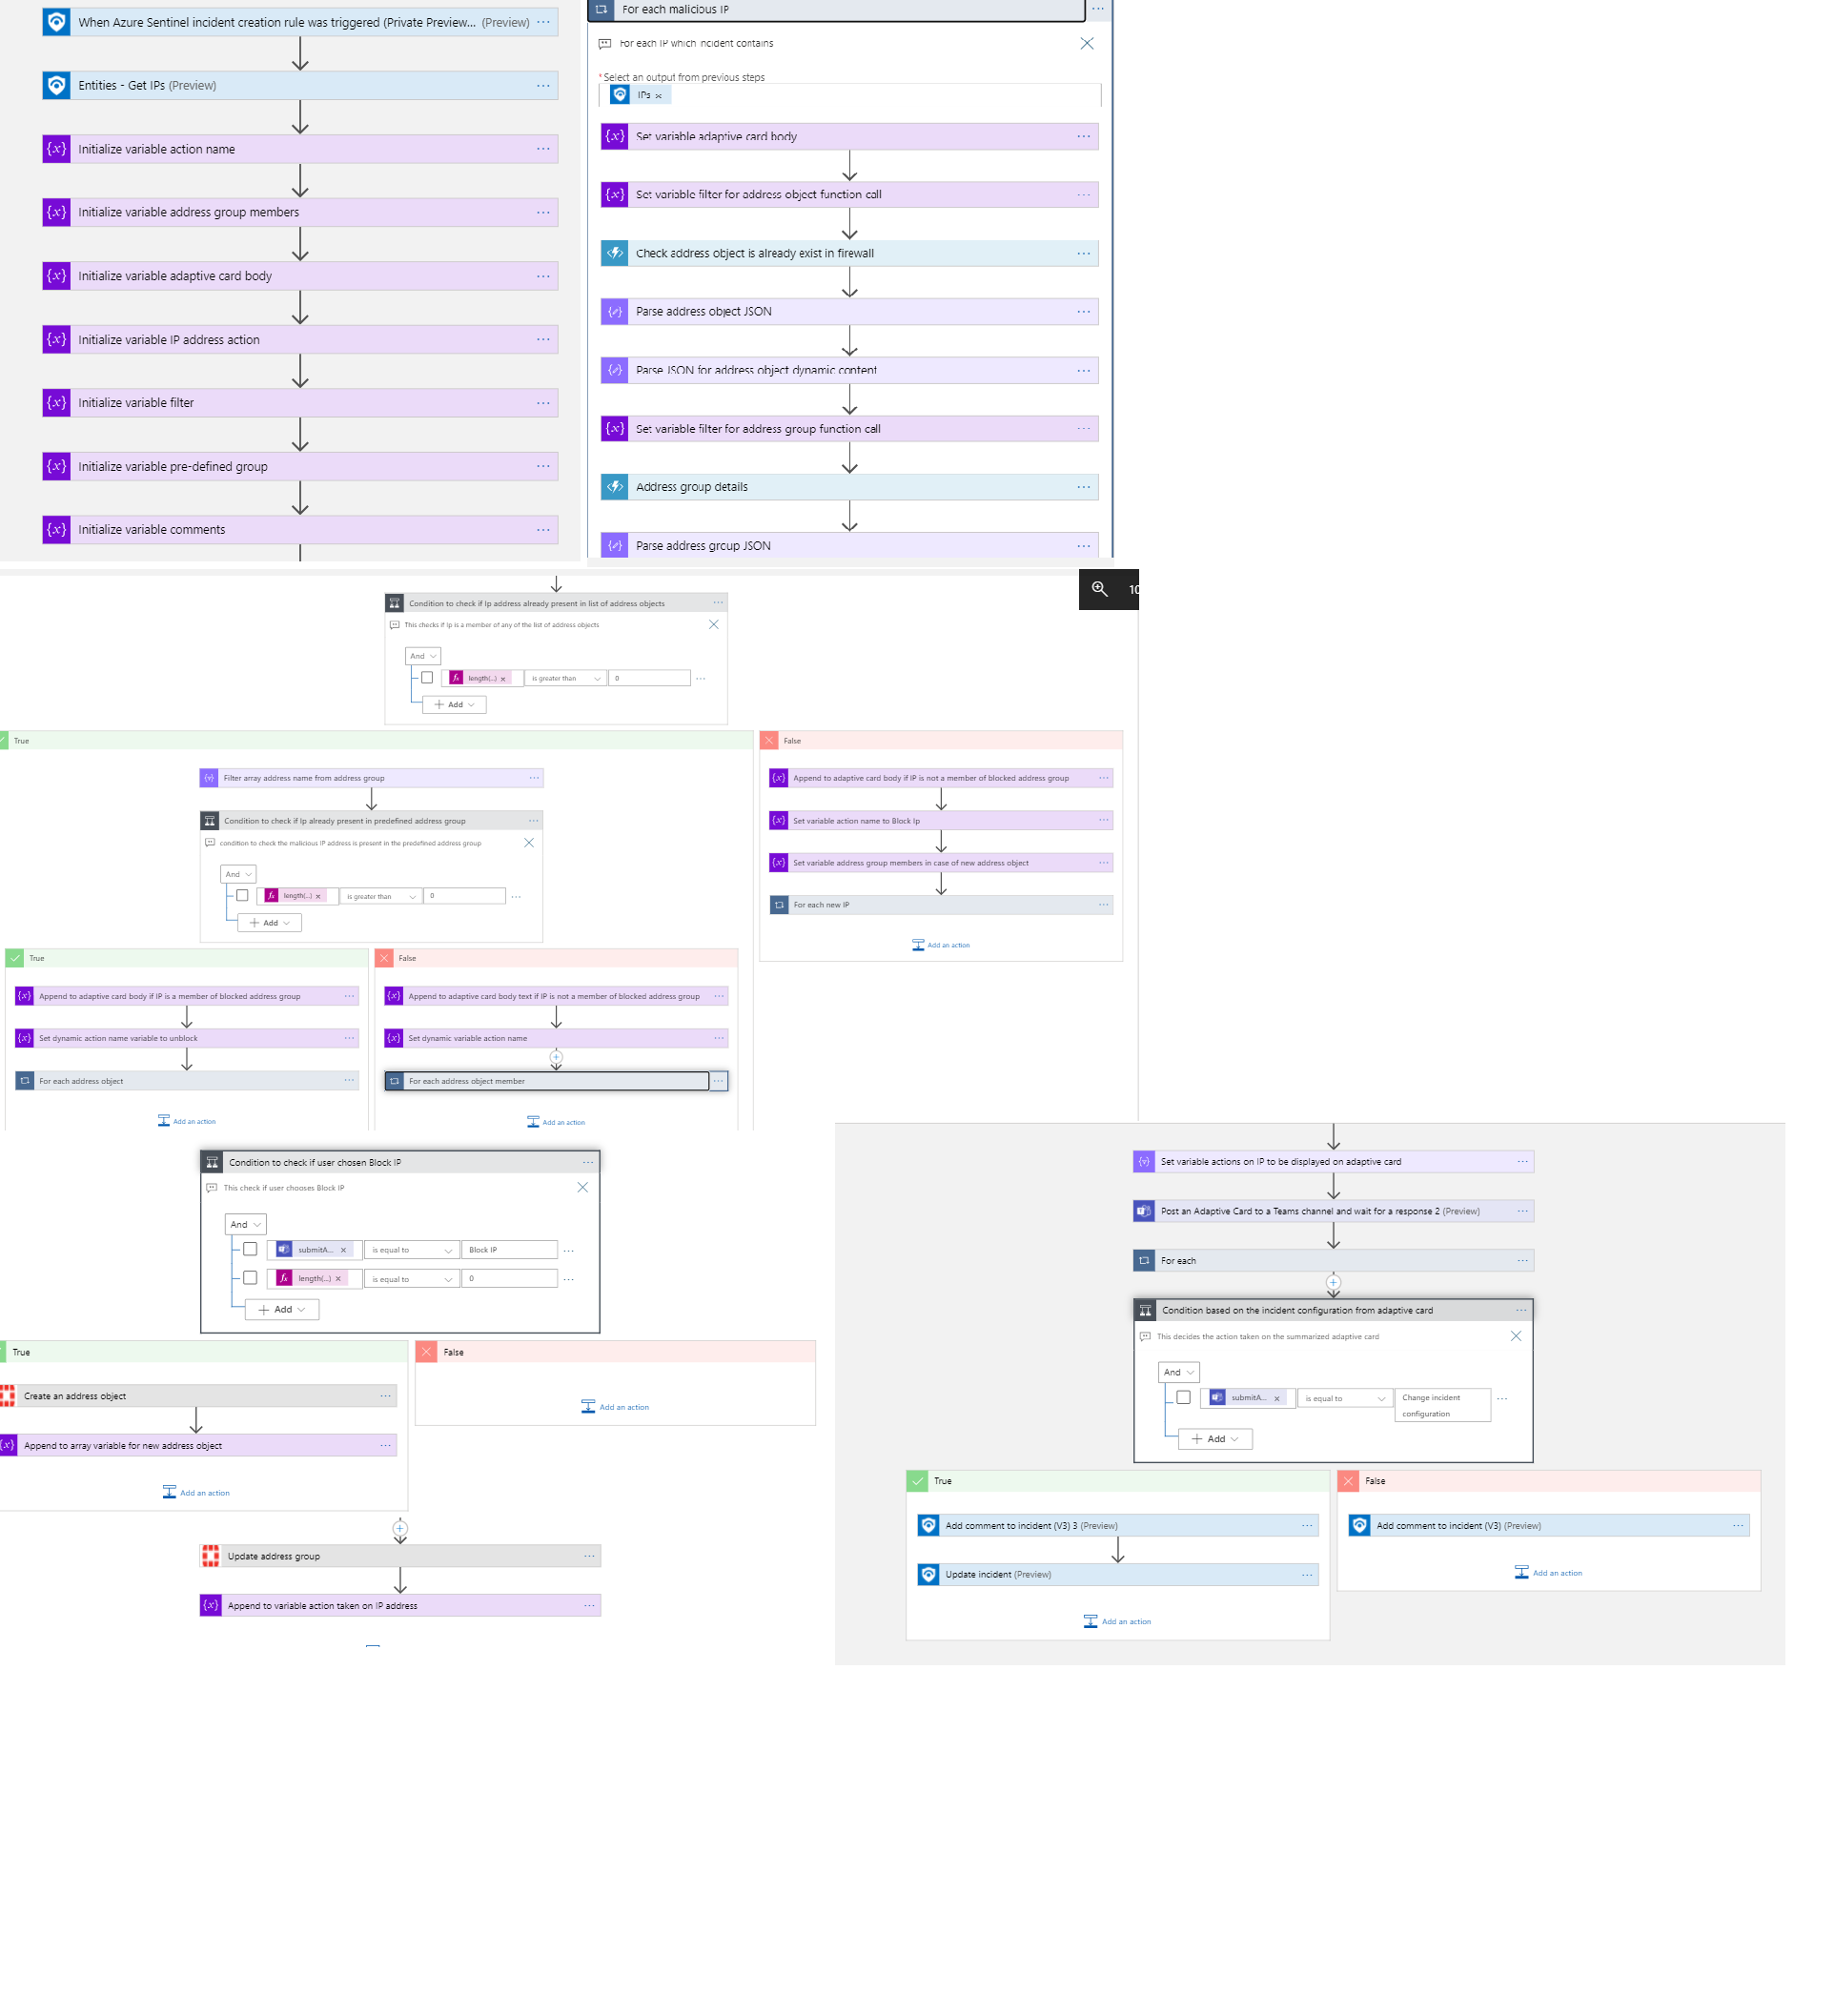 When Azure Sentinel incident creation rule was triggered (Private Preview... (Preview)
Entities - Get IPs (Preview)
Initialize variable action name
Initialize variable address group members
Initialize variable adaptive card body
Initialize variable IP address action
Initialize variable filter
Initialize variable pre-defined group
Initialize variable comments
For each malicious IP
For each IP which incident contains
*Select an output from previous steps
IPs ×
Set variable adaptive card body
Set variable filter for address object function call
Check address object is already exist in firewall
Parse address object JSON
Parse JSON for address object dynamic content
Set variable filter for address group function call
Address group details
Parse address group JSON
10
Condition to check if Ip address already present in list of address objects
This checks if Ip is a member of any of the list of address objects
And
length(...) × is greater than 0
Add
True
Filter array address name from address group
Condition to check if Ip already present in predefined address group
condition to check the malicious IP address is present in the predefined address group
And
length(...) × is greater than 0
Add
True
Append to adaptive card body if IP is a member of blocked address group
Set dynamic action name variable to unblock
For each address object
Add an action
False
Append to adaptive card body text if IP is not a member of blocked address group
Set dynamic variable action name
For each address object member
Add an action
False
Append to adaptive card body if IP is not a member of blocked address group
Set variable action name to Block Ip
Set variable address group members in case of new address object
For each new IP
Add an action
Condition to check if user chosen Block IP
This check if user chooses Block IP
And
submitA... × is equal to Block IP
length(...) × is equal to 0
Add
True
Create an address object
Append to array variable for new address object
Add an action
False
Add an action
Update address group
Append to variable action taken on IP address
Set variable actions on IP to be displayed on adaptive card
Post an Adaptive Card to a Teams channel and wait for a response 2 (Preview)
For each
Condition based on the incident configuration from adaptive card
This decides the action taken on the summarized adaptive card
And
submitA... × is equal to Change incident
configuration
Add
True
Add comment to incident (V3) 3 (Preview)
Update incident (Preview)
Add an action
False
Add comment to incident (V3) (Preview)
Add an action